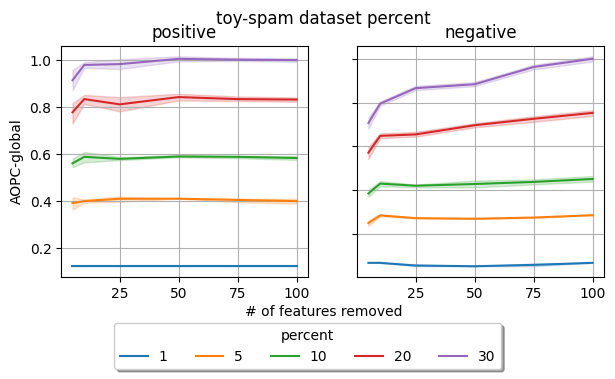 toy-spam dataset percent
positive
negative
AOPC-global
1.0
0.8
0.6
0.4
0.2
25 50 75 100
25 50 75 100
# of features removed
percent
1 5 10 20 30